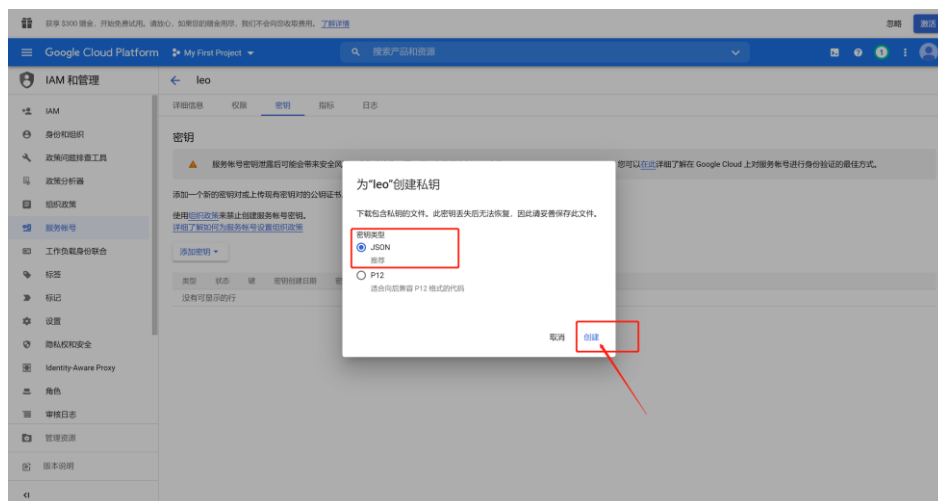 获享 $300 赠金，开始免费试用。请放心，如果您的赠金用尽，我们不会向您收取费用。 了解详情
忽略
激活
Google Cloud Platform
My First Project
搜索产品和资源
1
IAM 和管理
leo
详细信息
权限
密钥
指标
日志
IAM
身份和组织
政策问题排查工具
政策分析器
组织政策
服务帐号
工作负载身份联合
标签
标记
设置
隐私权和安全
Identity-Aware Proxy
角色
审核日志
管理资源
版本说明
密钥
服务帐号密钥泄露后可能会带来安全风
您可以在此详细了解在 Google Cloud 上对服务帐号进行身份验证的最佳方式。
添加一个新的密钥对或上传现有密钥对的公钥证书
使用组织政策来禁止创建服务帐号密钥。
详细了解如何为服务帐号设置组织政策
添加密钥
类型 状态 键 密钥创建日期 密
没有可显示的行
为"leo"创建私钥
下载包含私钥的文件。此密钥丢失后无法恢复，因此请妥善保存此文件。
密钥类型
JSON
推荐
P12
适合向后兼容 P12 格式的代码
取消
创建